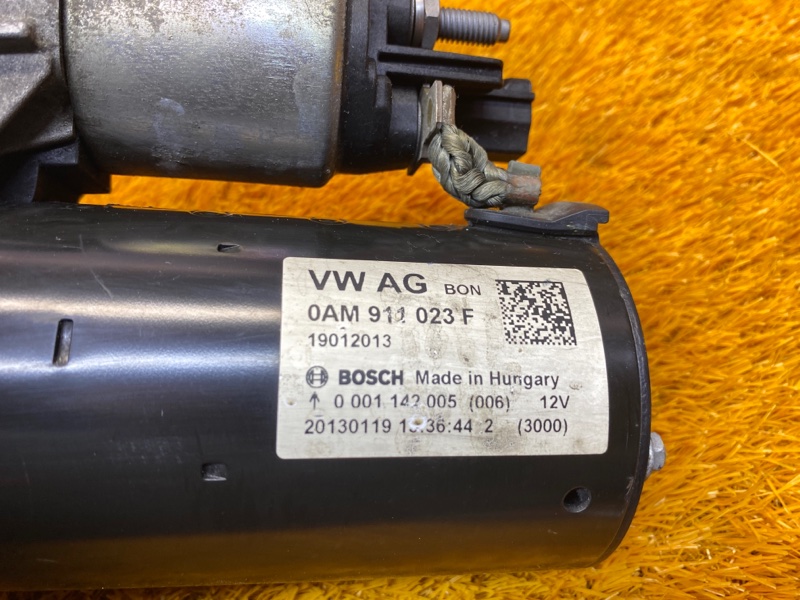 VW AG BON
0AM 911 023 F
19012013
BOSCH Made in Hungary
↑ 0 001 142 005 (006) 12V
20130119 2 (3000)